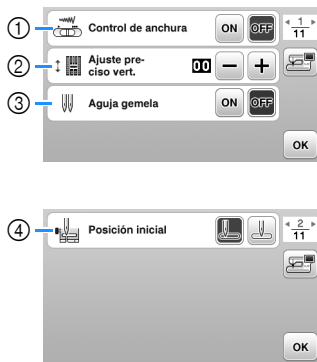 ① Control de anchura ON OFF 1
11
② Ajuste pre-
ciso vert. 00 − +
③ Aguja gemela ON OFF
OK
④ Posición inicial 2
11
OK